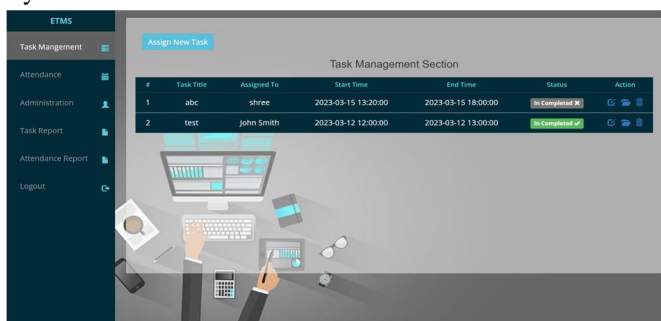 ETMS
Task Mangement
Attendance
Administration
Task Report
Attendance Report
Logout
Assign New Task
Task Management Section
# Task Title Assigned To Start Time End Time Status Action
1 abc shree 2023-03-15 13:20:00 2023-03-15 18:00:00 In Completed
2 test John Smith 2023-03-12 12:00:00 2023-03-12 13:00:00 In Completed